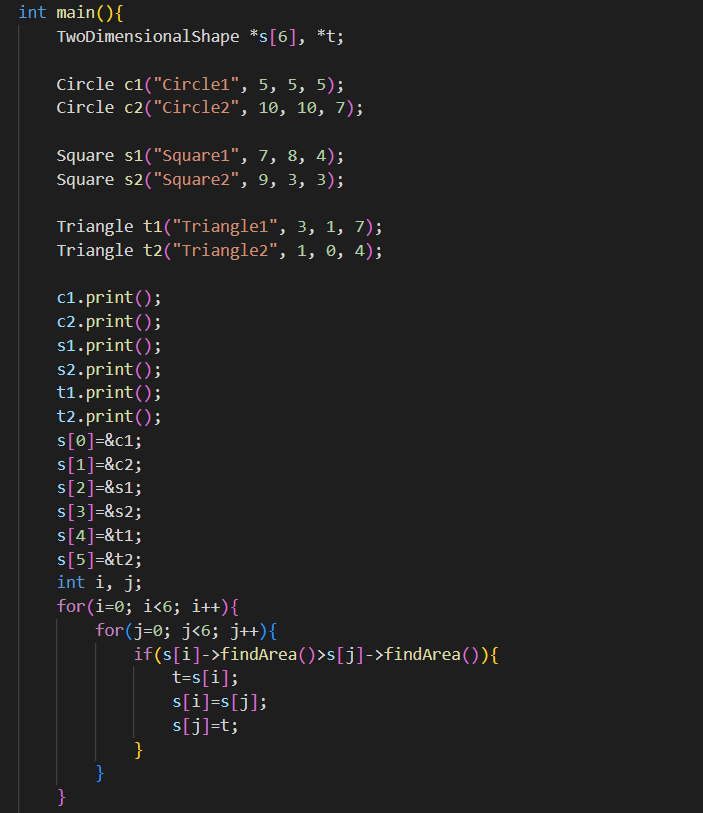 int main(){
TwoDimensionalShape *s[6], *t;
Circle c1("Circle1", 5, 5, 5);
Circle c2("Circle2", 10, 10, 7);
Square s1("Square1", 7, 8, 4);
Square s2("Square2", 9, 3, 3);
Triangle t1("Triangle1", 3, 1, 7);
Triangle t2("Triangle2", 1, 0, 4);
c1.print();
c2.print();
s1.print();
s2.print();
t1.print();
t2.print();
s[0]=&c1;
s[1]=&c2;
s[2]=&s1;
s[3]=&s2;
s[4]=&t1;
s[5]=&t2;
int i, j;
for(i=0; i<6; i++){
for(j=0; j<6; j++){
if(s[i]->findArea()>s[j]->findArea()){
t=s[i];
s[i]=s[j];
s[j]=t;
}
}
}